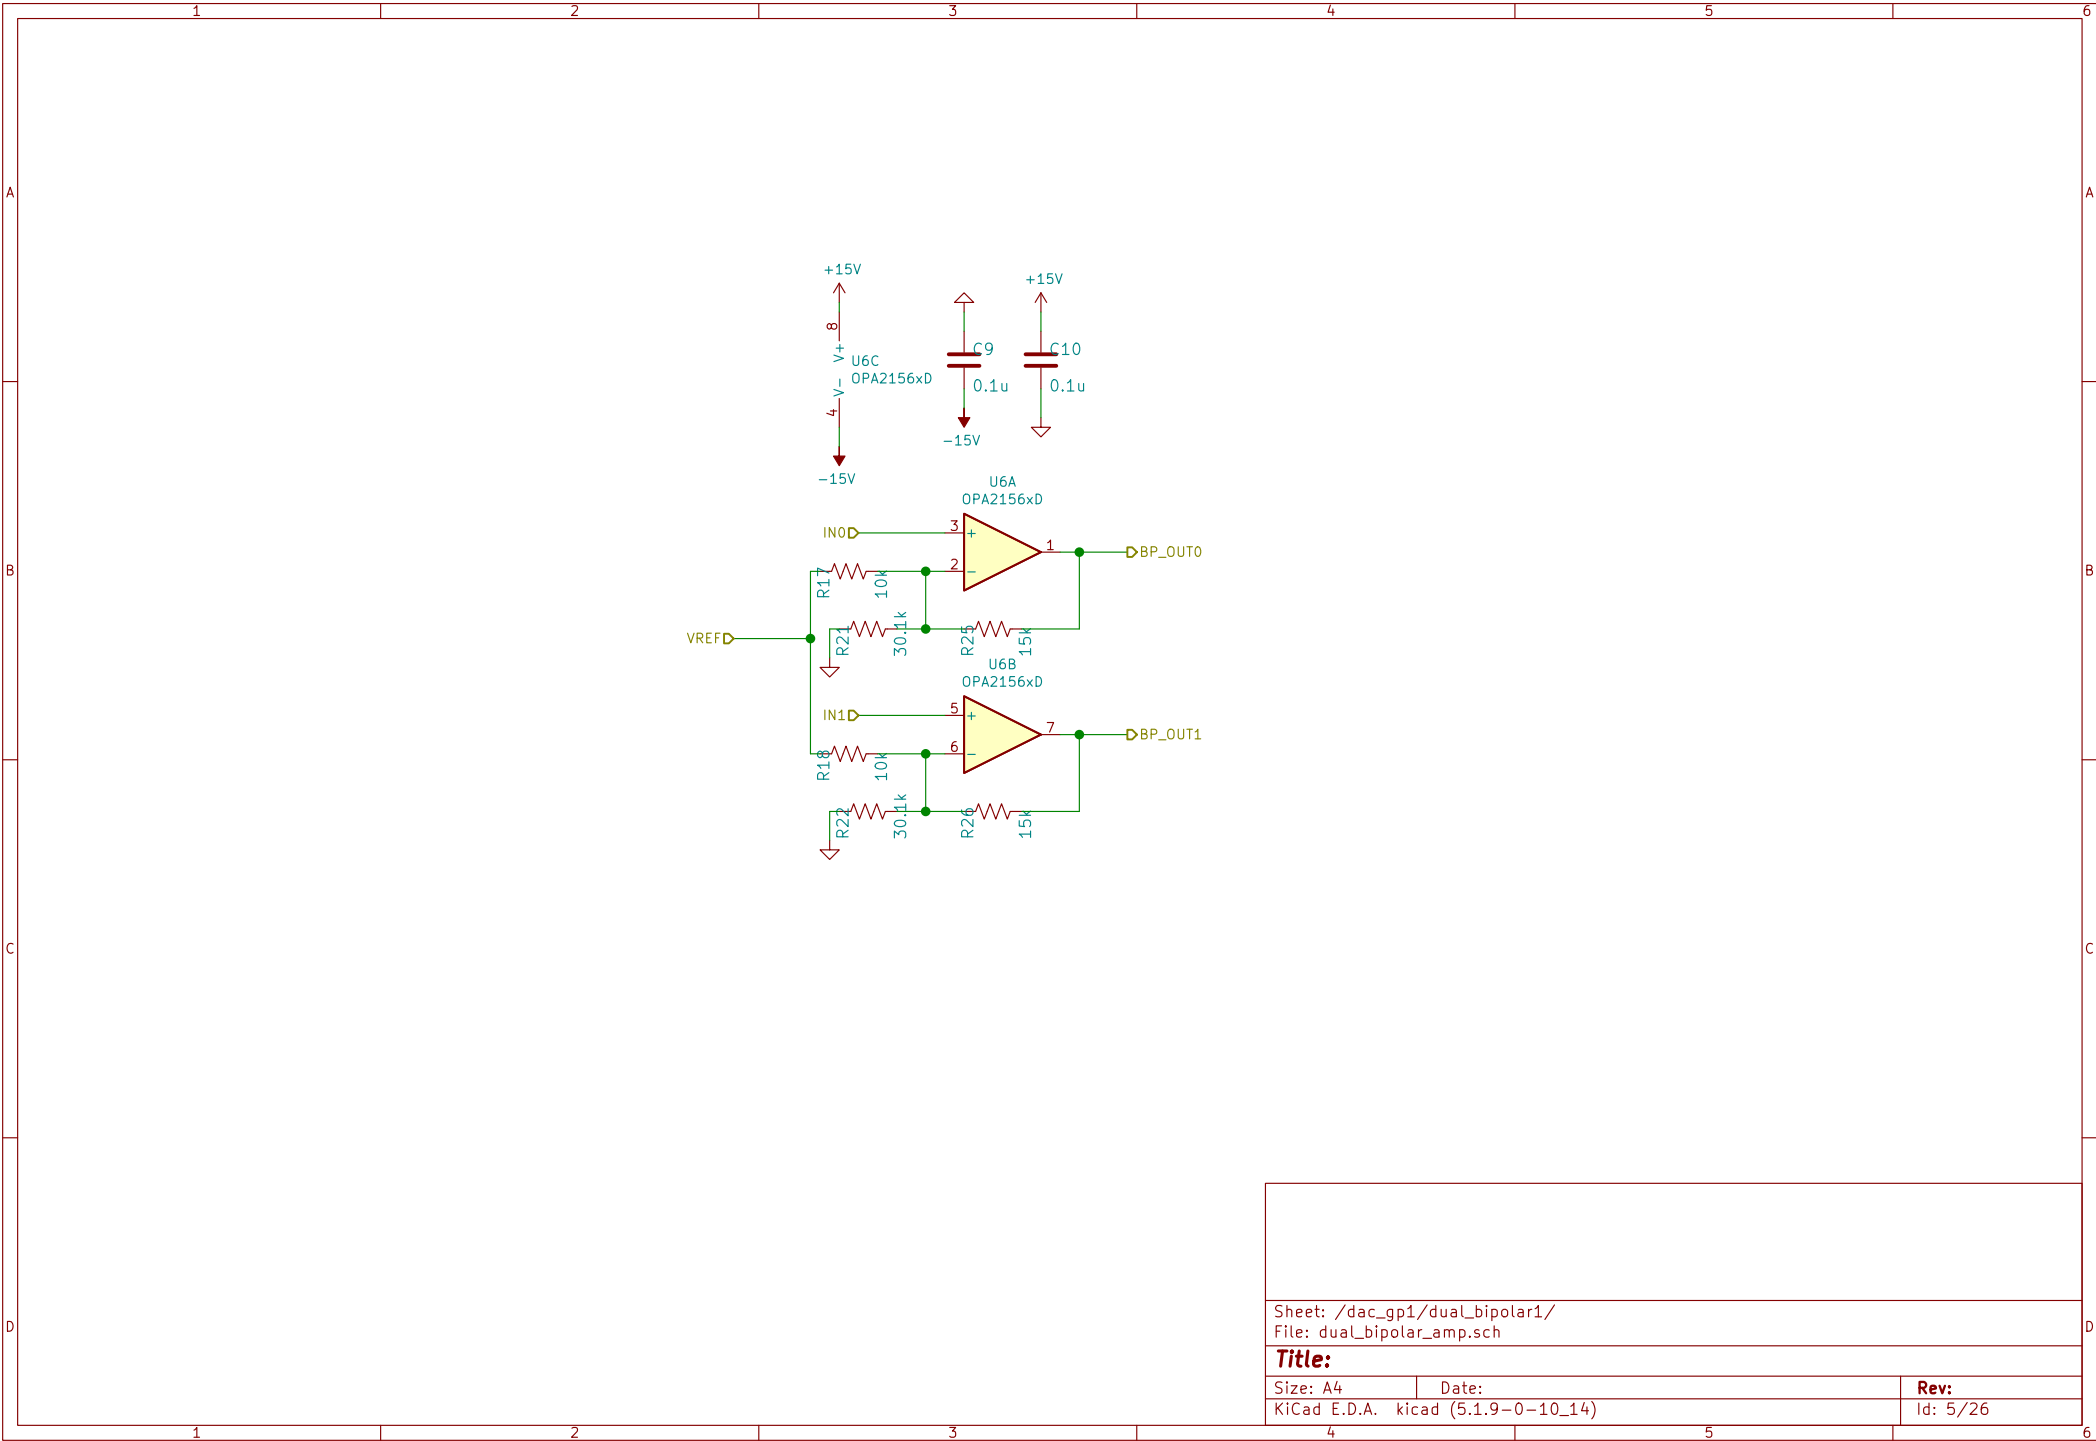 1 2 3 4 5 6
A A
+15V
+15V
8
V+
C9
C10
U6C
OPA2156xD
V-
0.1u
0.1u
4
-15V
-15V
U6A
OPA2156xD
IN0
3
+
1
BP_OUT0
B B
2
-
R17
10k
VREF
R21
30.1k
R25
15k
U6B
OPA2156xD
IN1
5
+
7
BP_OUT1
6
-
R18
10k
R22
30.1k
R26
15k
C C
Sheet: /dac_gp1/dual_bipolar1/
D D
File: dual_bipolar_amp.sch
Title:
Size: A4 Date: Rev:
KiCad E.D.A. kicad (5.1.9-0-10_14) Id: 5/26
1 2 3 4 5 6